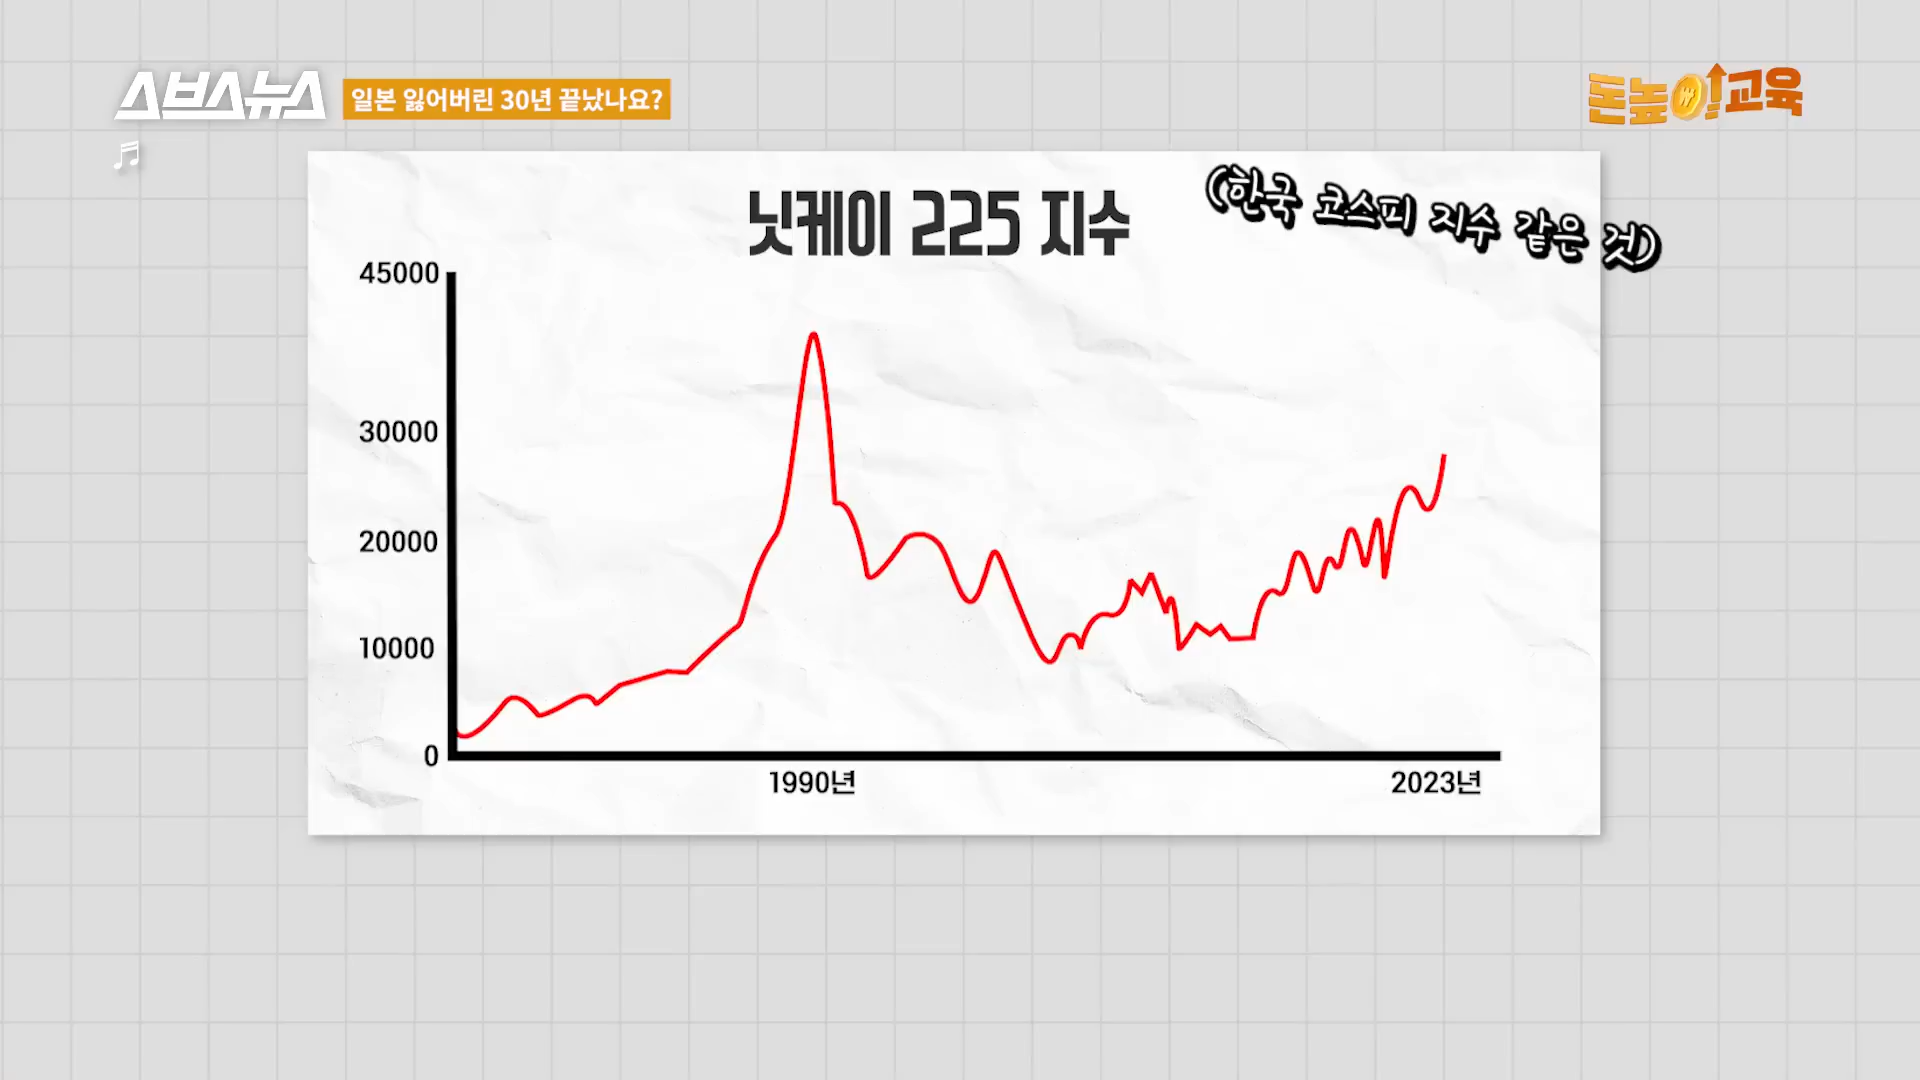 스브스뉴스
일본 잃어버린 30년 끝났나요?
돈높이!교육
닛케이 225 지수
(한국 코스피 지수 같은 것)
45000
30000
20000
10000
0
1990년
2023년